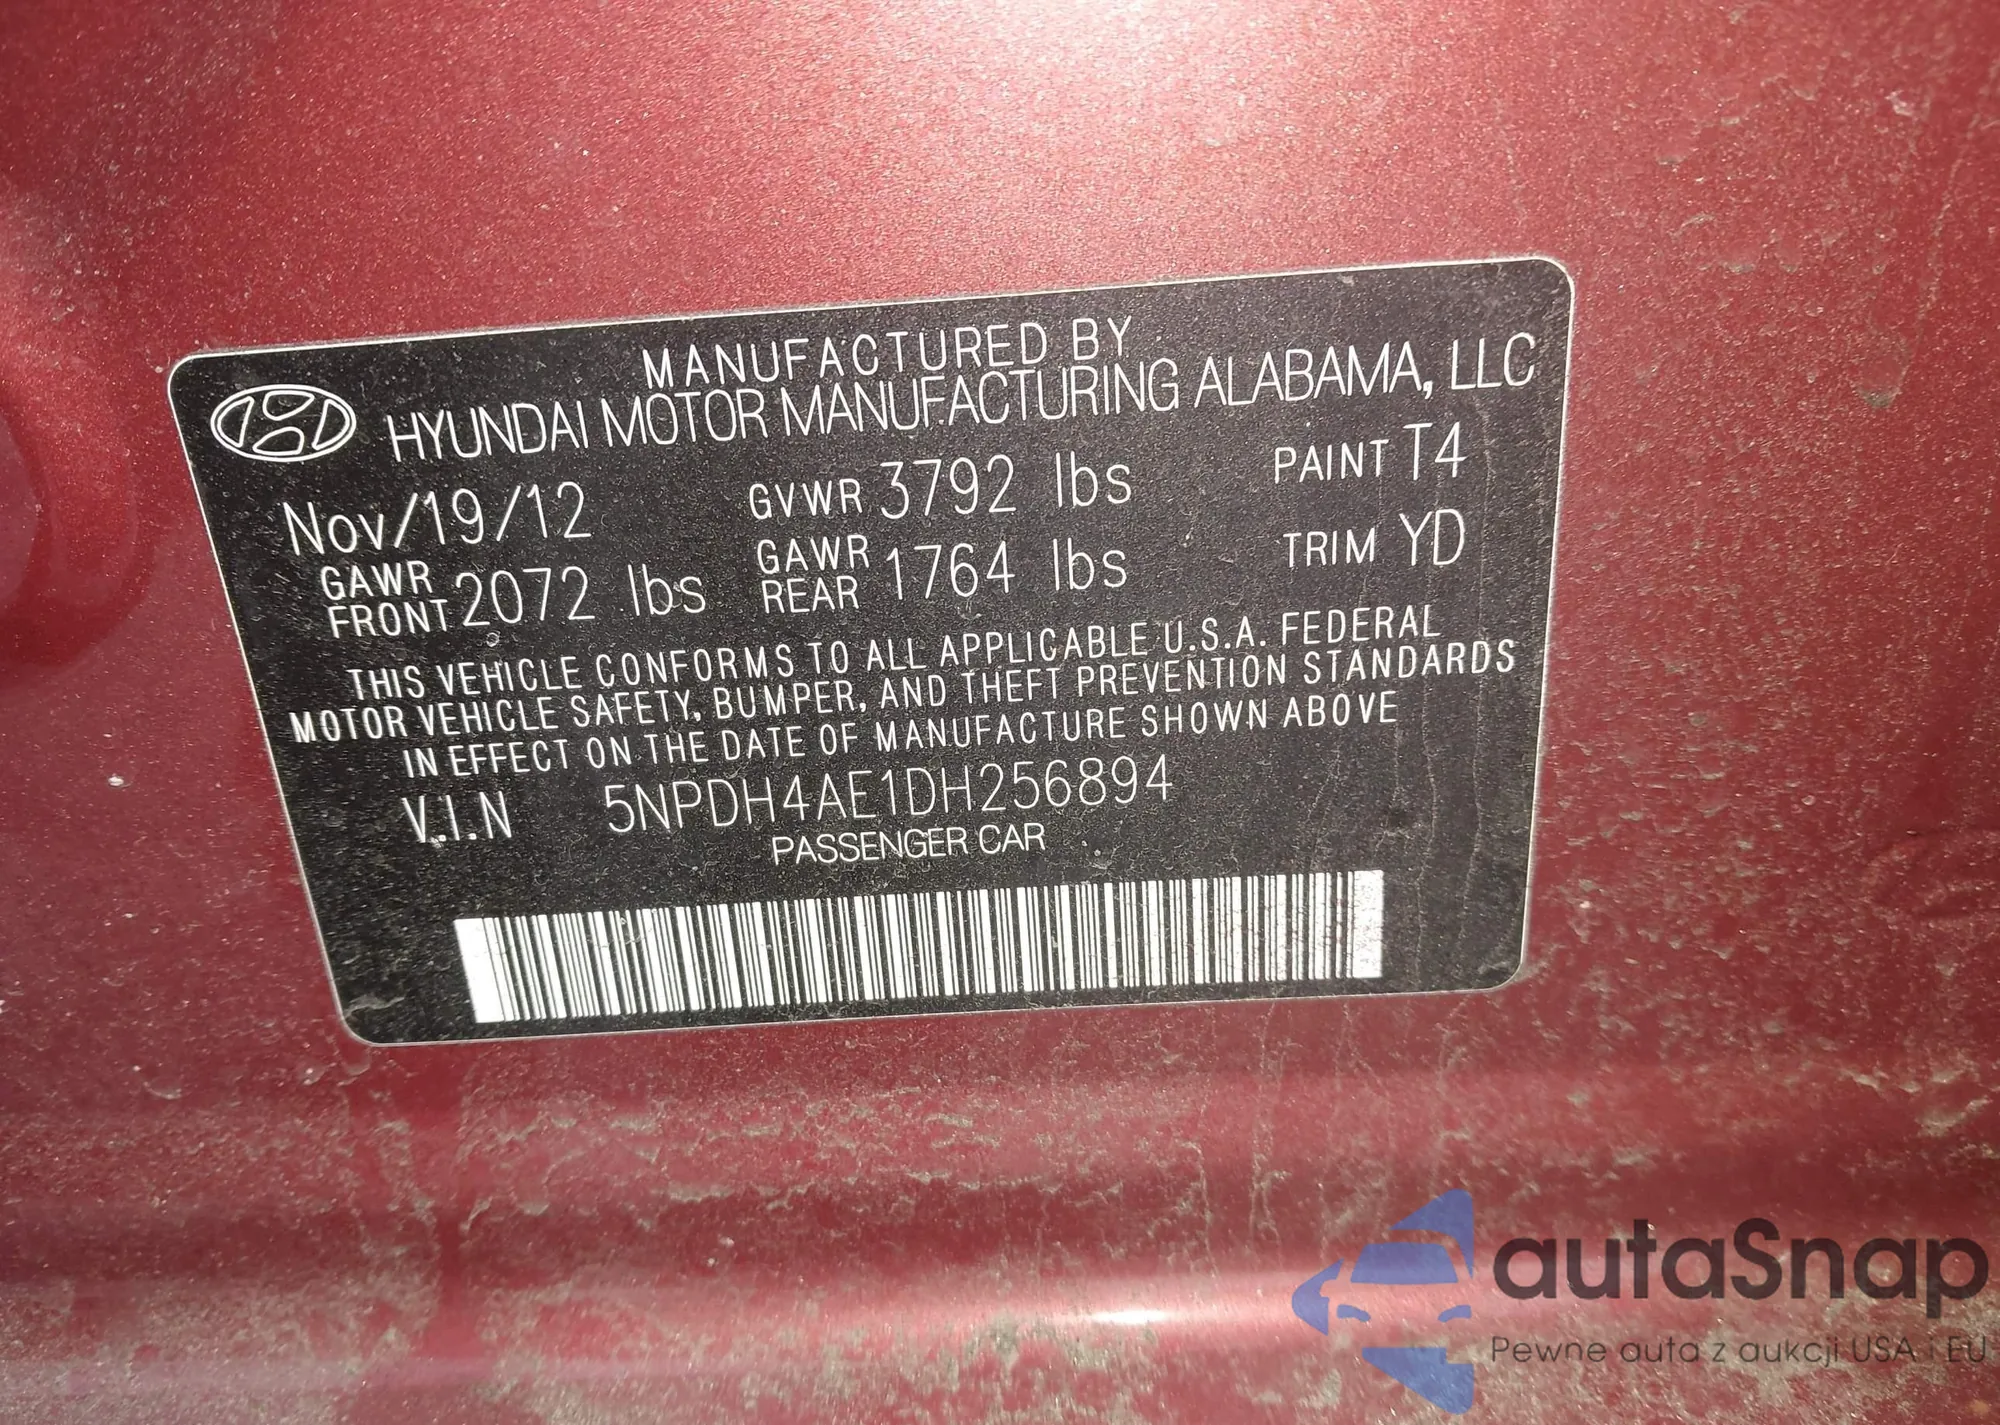 MANUFACTURED BY
HYUNDAI MOTOR MANUFACTURING ALABAMA, LLC
Nov/19/12 GVWR 3792 lbs PAINT T4
GAWR FRONT 2072 lbs GAWR REAR 1764 lbs TRIM YD
THIS VEHICLE CONFORMS TO ALL APPLICABLE U.S.A. FEDERAL
MOTOR VEHICLE SAFETY, BUMPER, AND THEFT PREVENTION STANDARDS
IN EFFECT ON THE DATE OF MANUFACTURE SHOWN ABOVE
V.I.N 5NPDH4AE1DH256894
PASSENGER CAR
autaSnap
Pewne auta z aukcji USA i EU